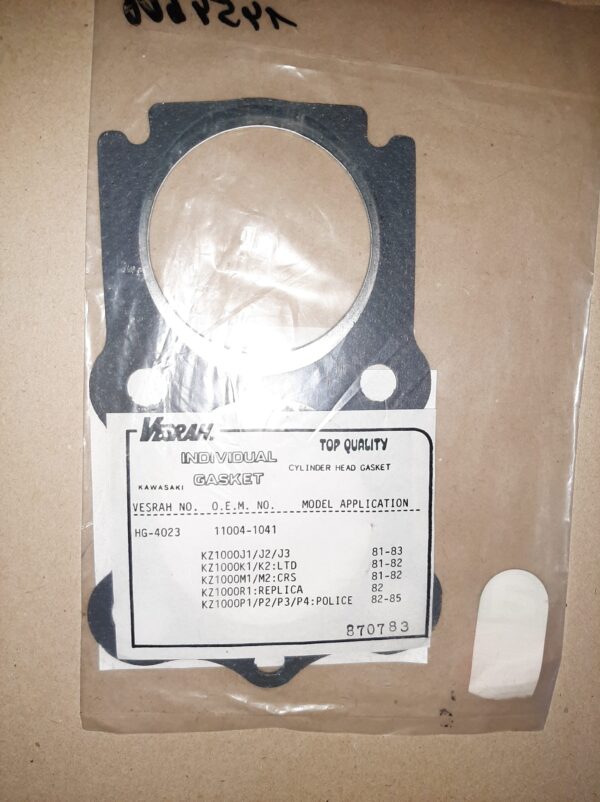 VESRAH
TOP QUALITY
INDIVIDUAL
GASKET
CYLINDER HEAD GASKET
KAWASAKI
VESRAH NO. O.E.M. NO. MODEL APPLICATION
HG-4023 11004-1041
KZ1000J1/J2/J3 81-83
KZ1000K1/K2:LTD 81-82
KZ1000M1/M2:CRS 81-82
KZ1000R1:REPLICA 82
KZ1000P1/P2/P3/P4:POLICE 82-85
870783